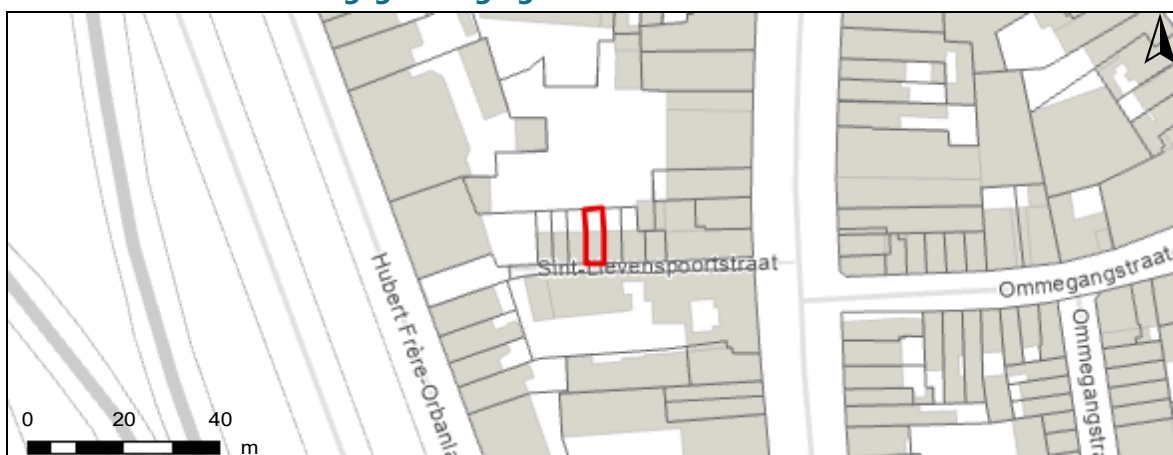 Sint-Lievenspoortstraat
Ommegangstraat
Hubert Frère-Orbanla
Ommegangstra
0 20 40
m